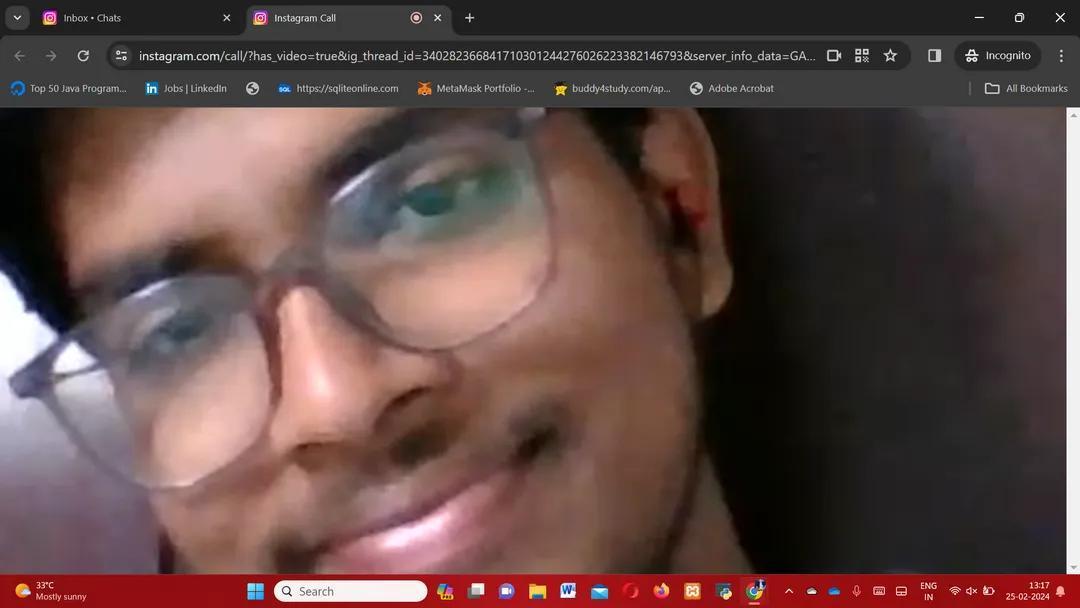 Inbox • Chats
Instagram Call
instagram.com/call/?has_video=true&ig_thread_id=340282366841710301244276026223382146793&server_info_data=GA...
Incognito
Top 50 Java Program...
Jobs | LinkedIn
https://sqliteonline.com
MetaMask Portfolio -...
buddy4study.com/ap...
Adobe Acrobat
All Bookmarks
33°C
Mostly sunny
Search
ENG
IN
13:17
25-02-2024